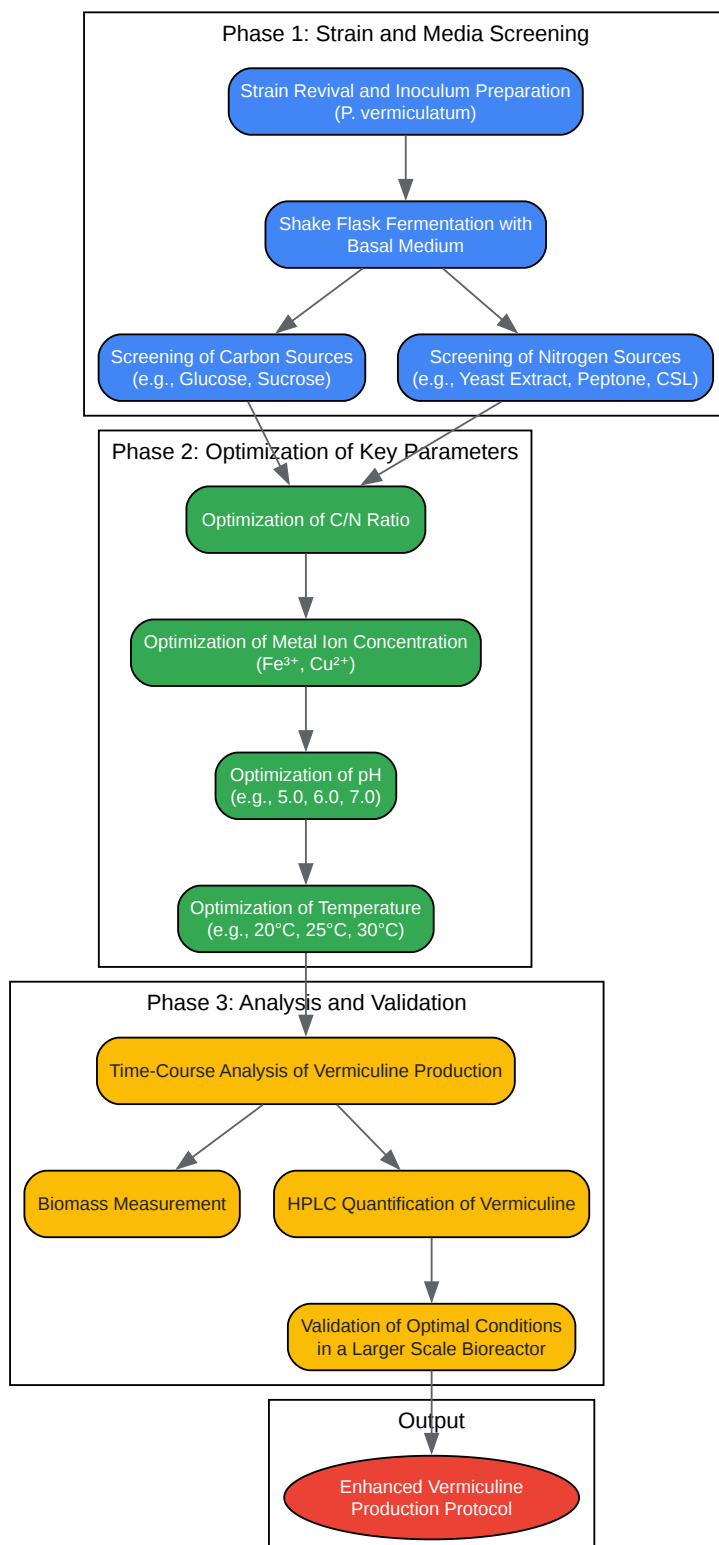 Phase 1: Strain and Media Screening
Strain Revival and Inoculum Preparation
(P. vermiculatum)
Shake Flask Fermentation with
Basal Medium
Screening of Carbon Sources
(e.g., Glucose, Sucrose)
Screening of Nitrogen Sources
(e.g., Yeast Extract, Peptone, CSL)
Phase 2: Optimization of Key Parameters
Optimization of C/N Ratio
Optimization of Metal Ion Concentration
(Fe³⁺, Cu²⁺)
Optimization of pH
(e.g., 5.0, 6.0, 7.0)
Optimization of Temperature
(e.g., 20°C, 25°C, 30°C)
Phase 3: Analysis and Validation
Time-Course Analysis of Vermiculine Production
Biomass Measurement
HPLC Quantification of Vermiculine
Validation of Optimal Conditions
in a Larger Scale Bioreactor
Output
Enhanced Vermiculine
Production Protocol